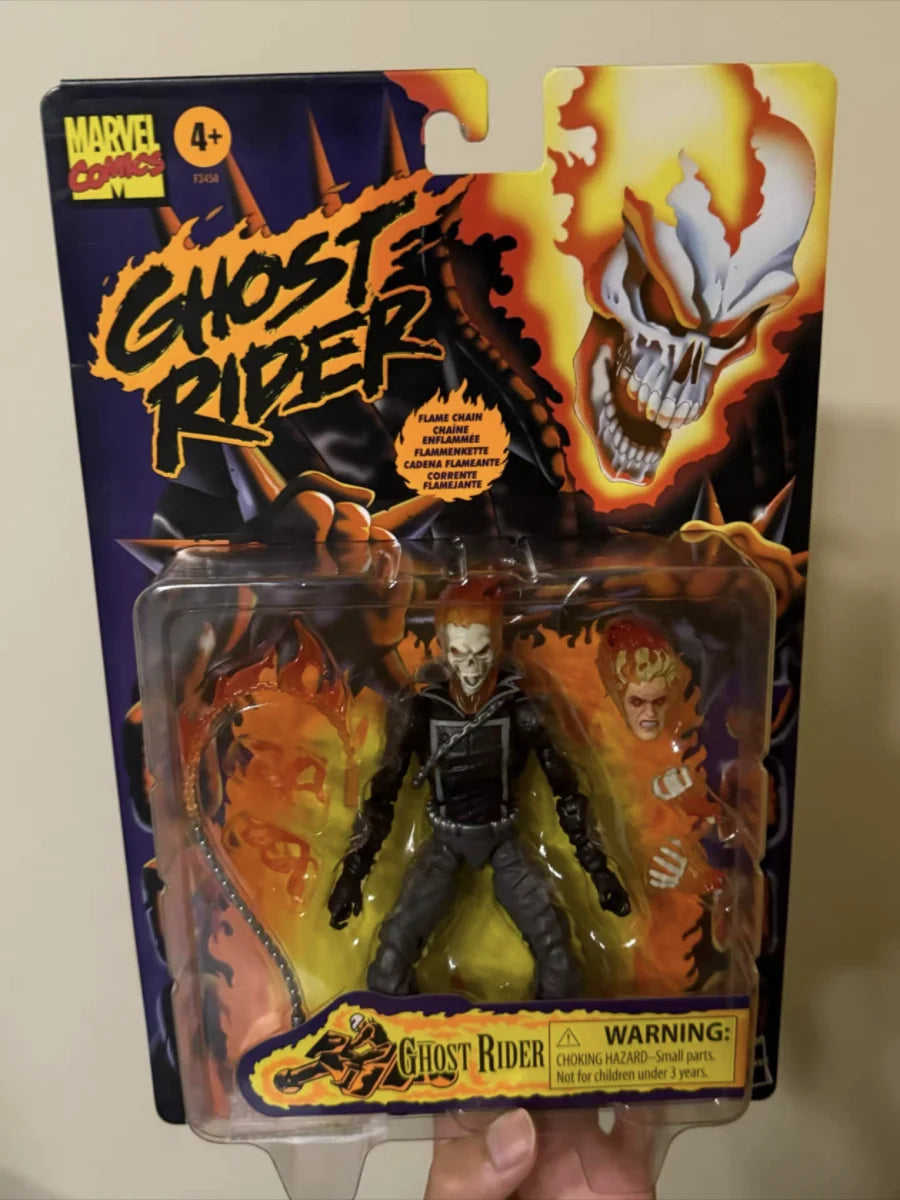 MARVEL
COMICS
4+
F3450
GHOST
RIDER
FLAME CHAIN
CHAÎNE
ENFLAMMÉE
FLAMMENKETTE
CADENA FLAMEANTE
CORRENTE
FLAMEJANTE
GHOST RIDER
WARNING:
CHOKING HAZARD–Small parts.
Not for children under 3 years.